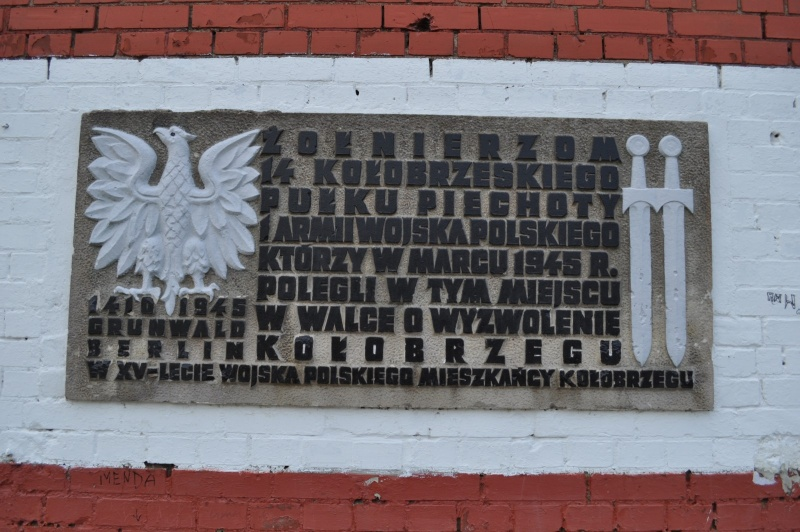 ŻOŁNIERZOM
14 KOŁOBRZESKIEGO
PUŁKU PIECHOTY
1 ARMII WOJSKA POLSKIEGO
KTÓRZY W MARCU 1945 R.
POLEGLI W TYM MIEJSCU
W WALCE O WYZWOLENIE
KOŁOBRZEGU
1410 1945
GRUNWALD
BERLIN
W XV-LECIE WOJSKA POLSKIEGO MIESZKAŃCY KOŁOBRZEGU
MENDA